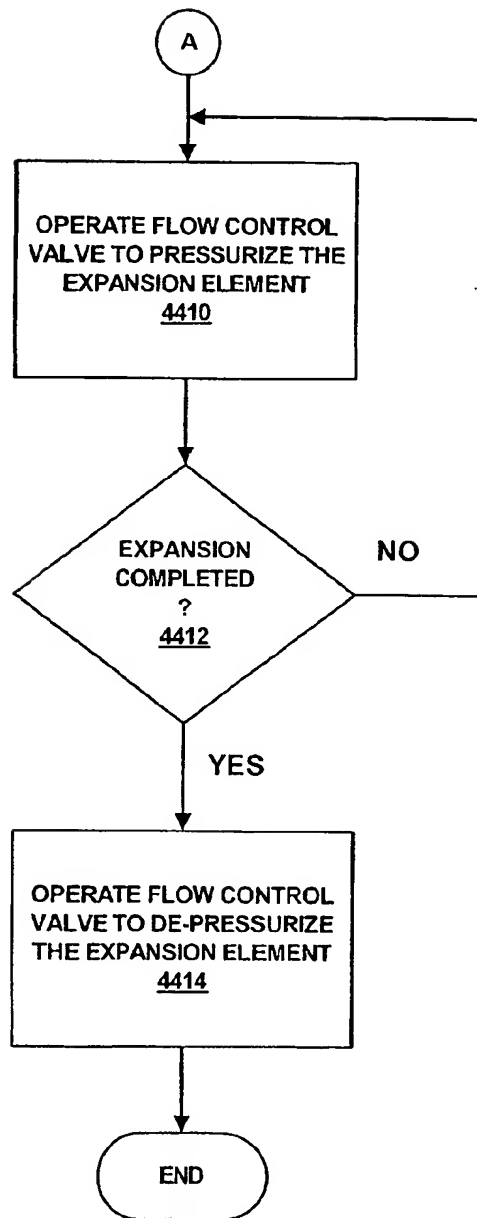 A
OPERATE FLOW CONTROL
VALVE TO PRESSURIZE THE
EXPANSION ELEMENT
4410
EXPANSION
COMPLETED
?
4412
NO
YES
OPERATE FLOW CONTROL
VALVE TO DE-PRESSURIZE
THE EXPANSION ELEMENT
4414
END